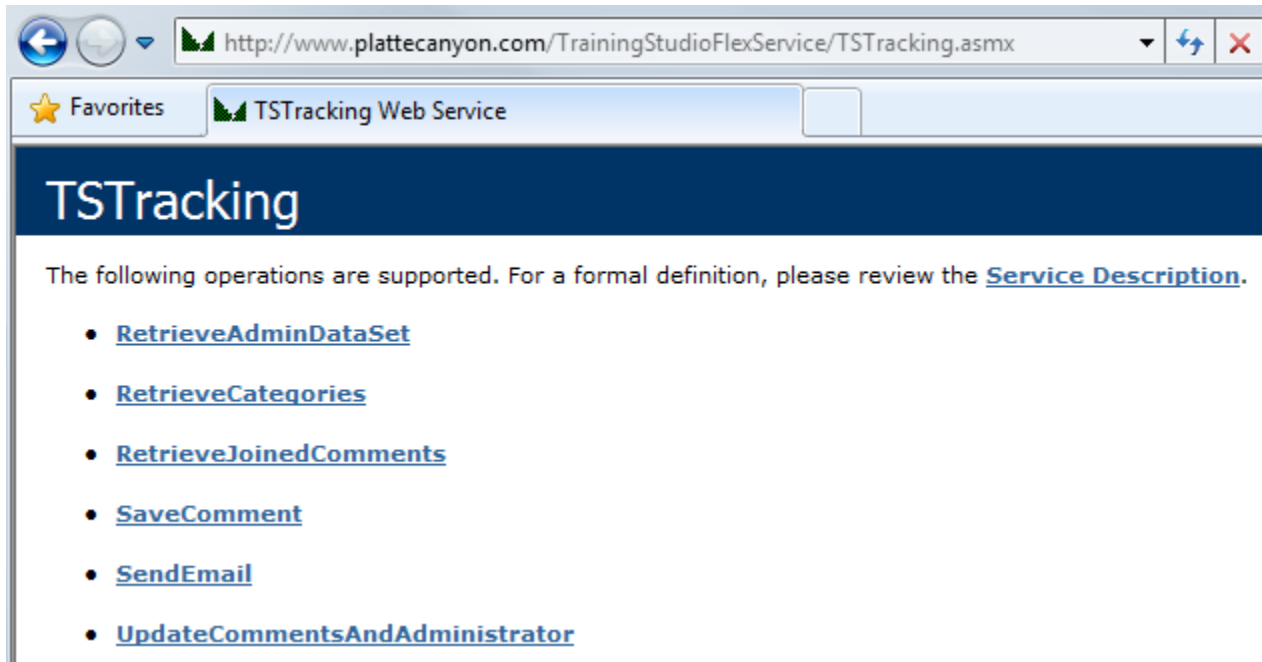 http://www.plattecanyon.com/TrainingStudioFlexService/TSTracking.asmx
Favorites
TSTracking Web Service
TSTracking
The following operations are supported. For a formal definition, please review the Service Description.
RetrieveAdminDataSet
RetrieveCategories
RetrieveJoinedComments
SaveComment
SendEmail
UpdateCommentsAndAdministrator